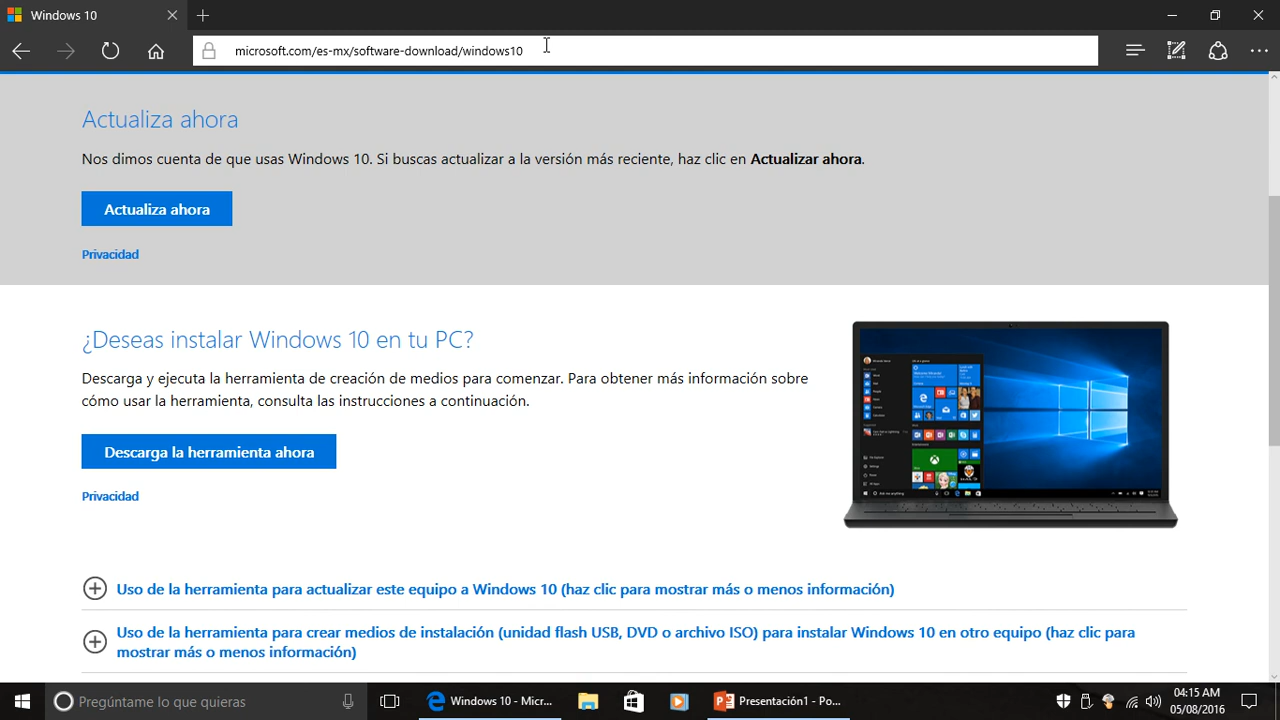 Windows 10
microsoft.com/es-mx/software-download/windows10
Actualiza ahora
Nos dimos cuenta de que usas Windows 10. Si buscas actualizar a la versión más reciente, haz clic en Actualizar ahora.
Actualiza ahora
Privacidad
¿Deseas instalar Windows 10 en tu PC?
Descarga y ejecuta la herramienta de creación de medios para comenzar. Para obtener más información sobre
cómo usar la herramienta, consulta las instrucciones a continuación.
Descarga la herramienta ahora
Privacidad
Uso de la herramienta para actualizar este equipo a Windows 10 (haz clic para mostrar más o menos información)
Uso de la herramienta para crear medios de instalación (unidad flash USB, DVD o archivo ISO) para instalar Windows 10 en otro equipo (haz clic para
mostrar más o menos información)
Pregúntame lo que quieras
Windows 10 - Micr...
Presentación1 - Po...
04:15 AM
05/08/2016